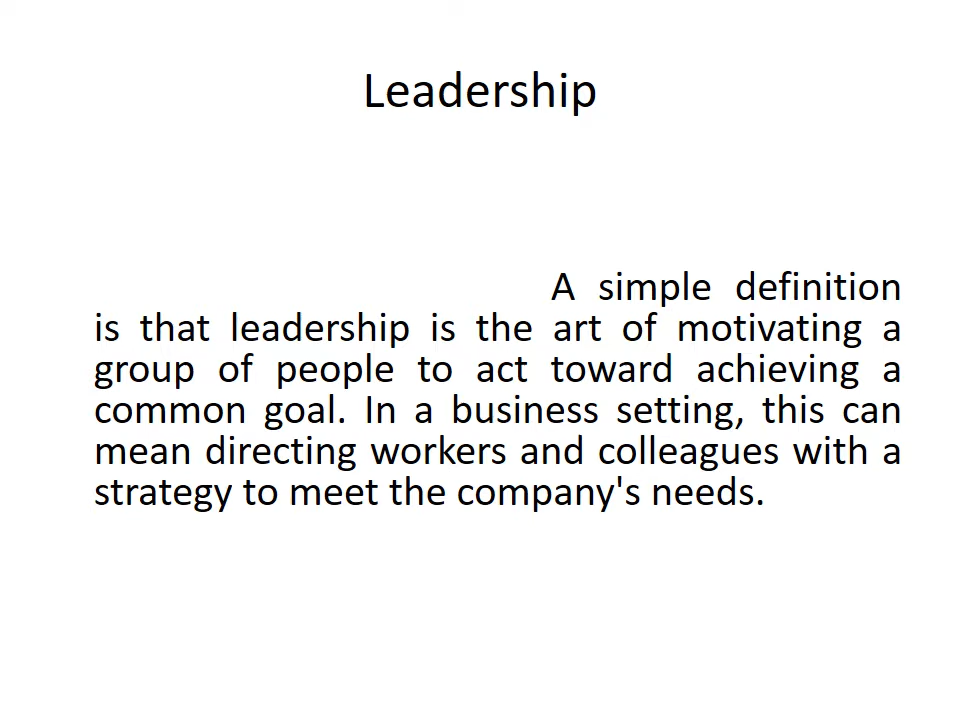 Leadership
A simple definition
is that leadership is the art of motivating a
group of people to act toward achieving a
common goal. In a business setting, this can
mean directing workers and colleagues with a
strategy to meet the company's needs.